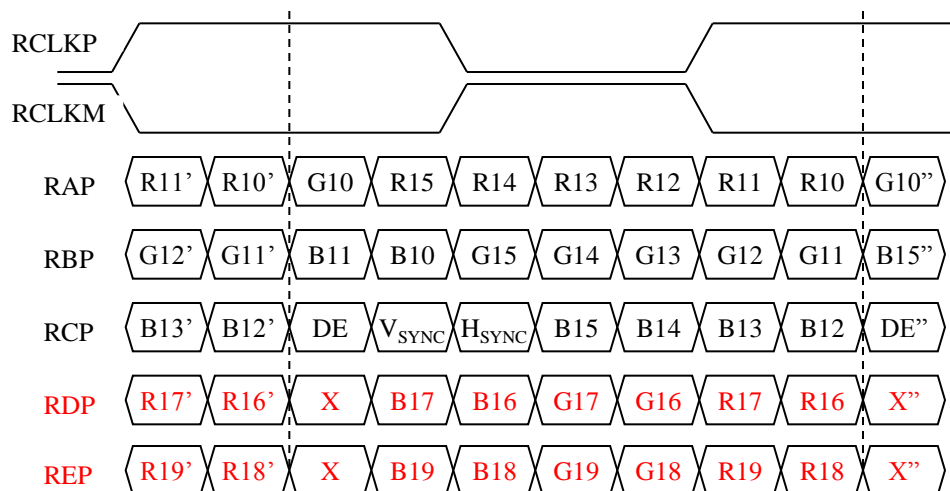 RCLKP
RCLKM
RAP R11’ R10’ G10 R15 R14 R13 R12 R11 R10 G10”
RBP G12’ G11’ B11 B10 G15 G14 G13 G12 G11 B15”
RCP B13’ B12’ DE VSYNC HSYNC B15 B14 B13 B12 DE”
RDP R17’ R16’ X B17 B16 G17 G16 R17 R16 X”
REP R19’ R18’ X B19 B18 G19 G18 R19 R18 X”